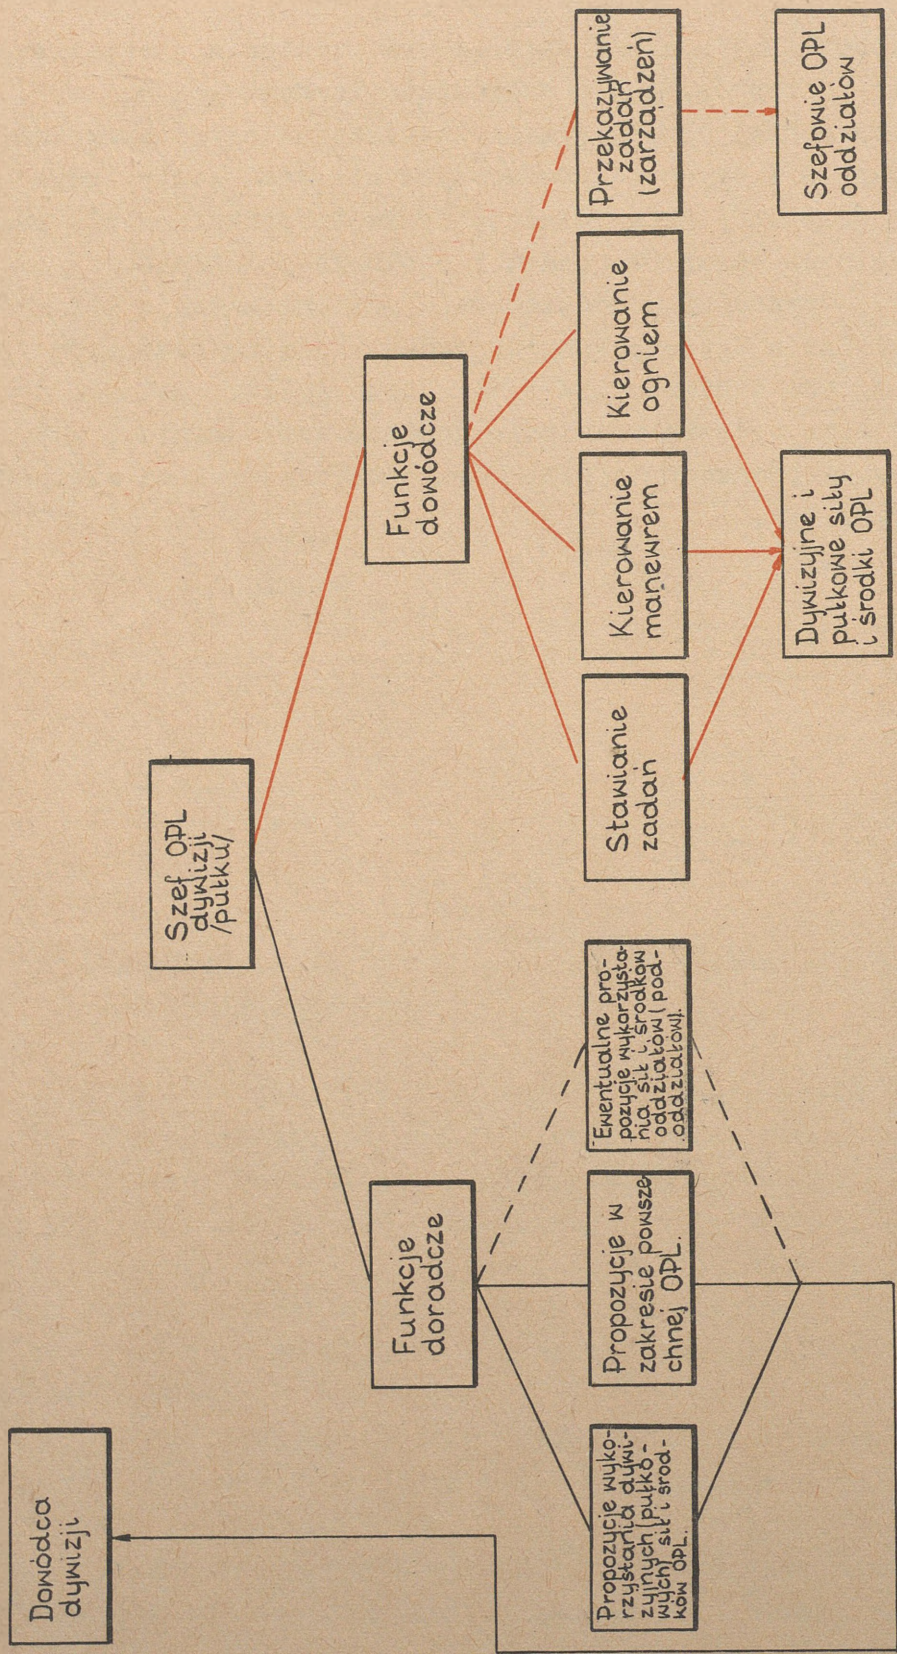 Dowódca
dywizji
Szef OPL
dywizji
/pułku/
Funkcje
doradcze
Funkcje
dowódcze
Propozycje wyko-
rzystania dywi-
zyjnych (pułko-
wych) sił i środ-
ków OPL.
Propozycje w
zakresie powsze
chnej OPL.
Ewentualne pro-
pozycje wykorzysta-
nia sił i środków
oddziałów (pod-
oddziałów).
Stawianie
zadań
Kierowanie
manewrem
Kierowanie
ogniem
Przekazywanie
zadań
(zarządzeń)
Dywizyjne i
pułkowe siły
i środki OPL
Szefowie OPL
oddziałów